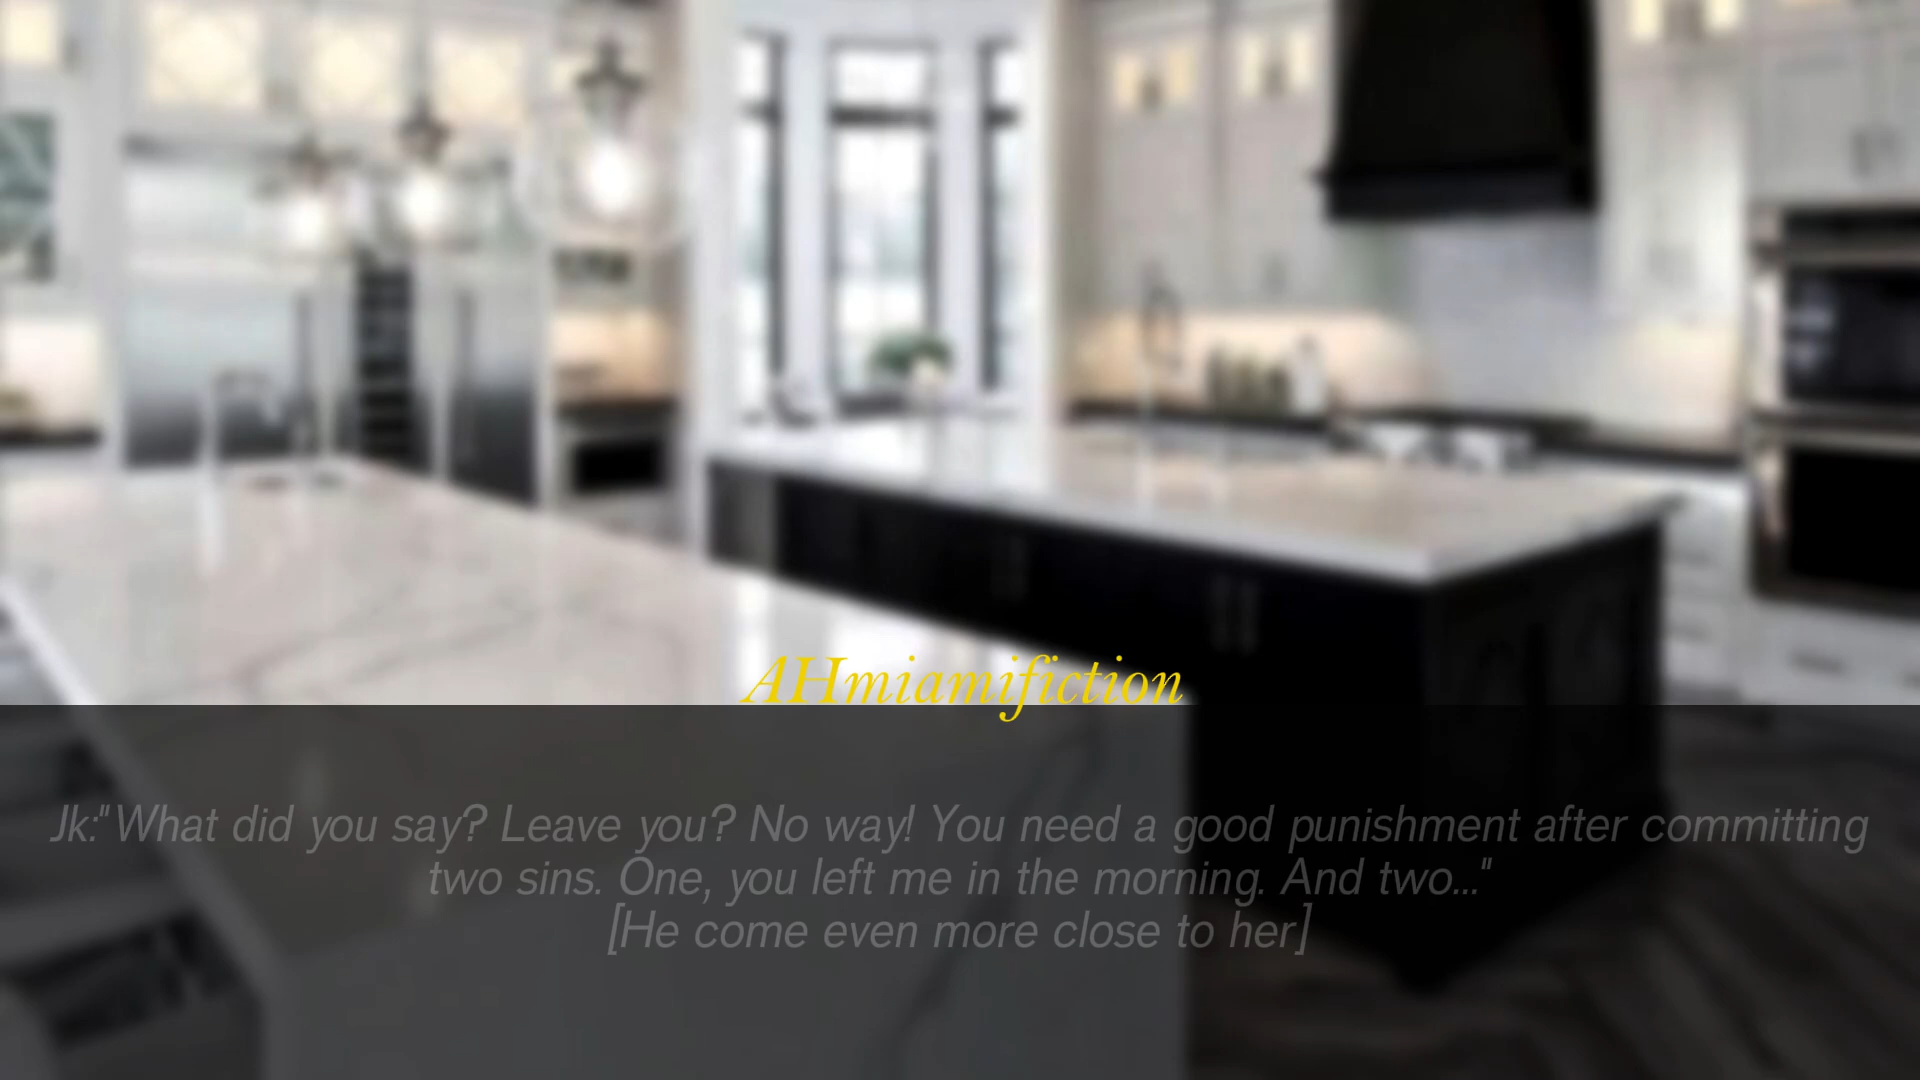 AHmiamifiction
Jk:"What did you say? Leave you? No way! You need a good punishment after committing
two sins. One, you left me in the morning. And two..."
[He come even more close to her]